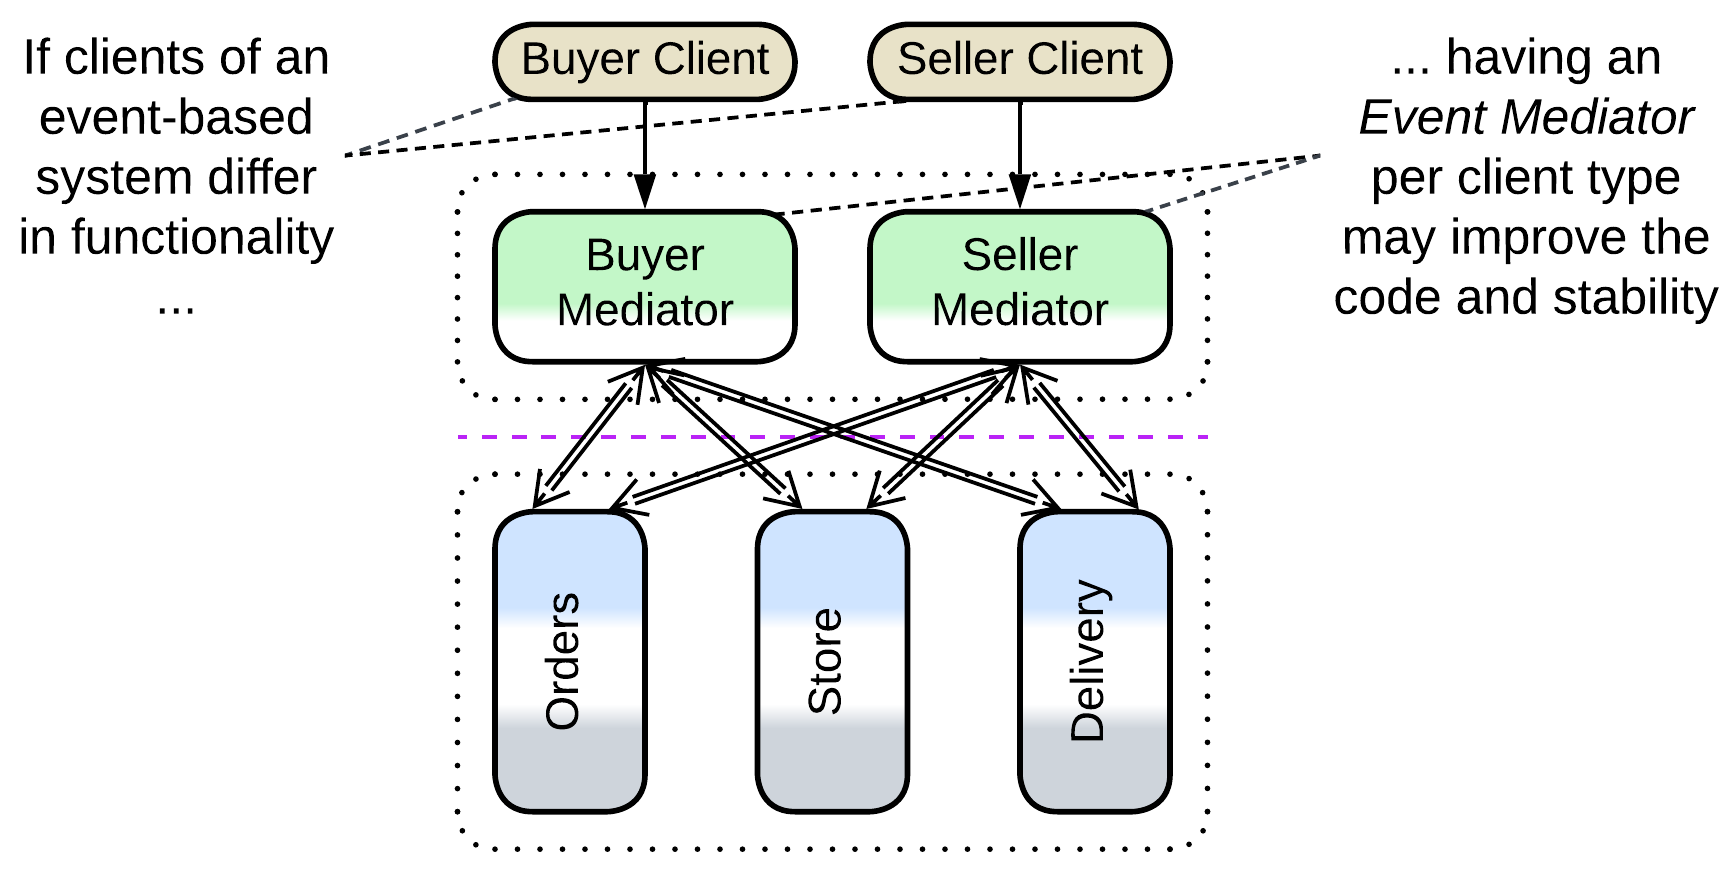 If clients of an
event-based
system differ
in functionality
...
Buyer Client
Seller Client
... having an
Event Mediator
per client type
may improve the
code and stability
Buyer
Mediator
Seller
Mediator
Orders
Store
Delivery